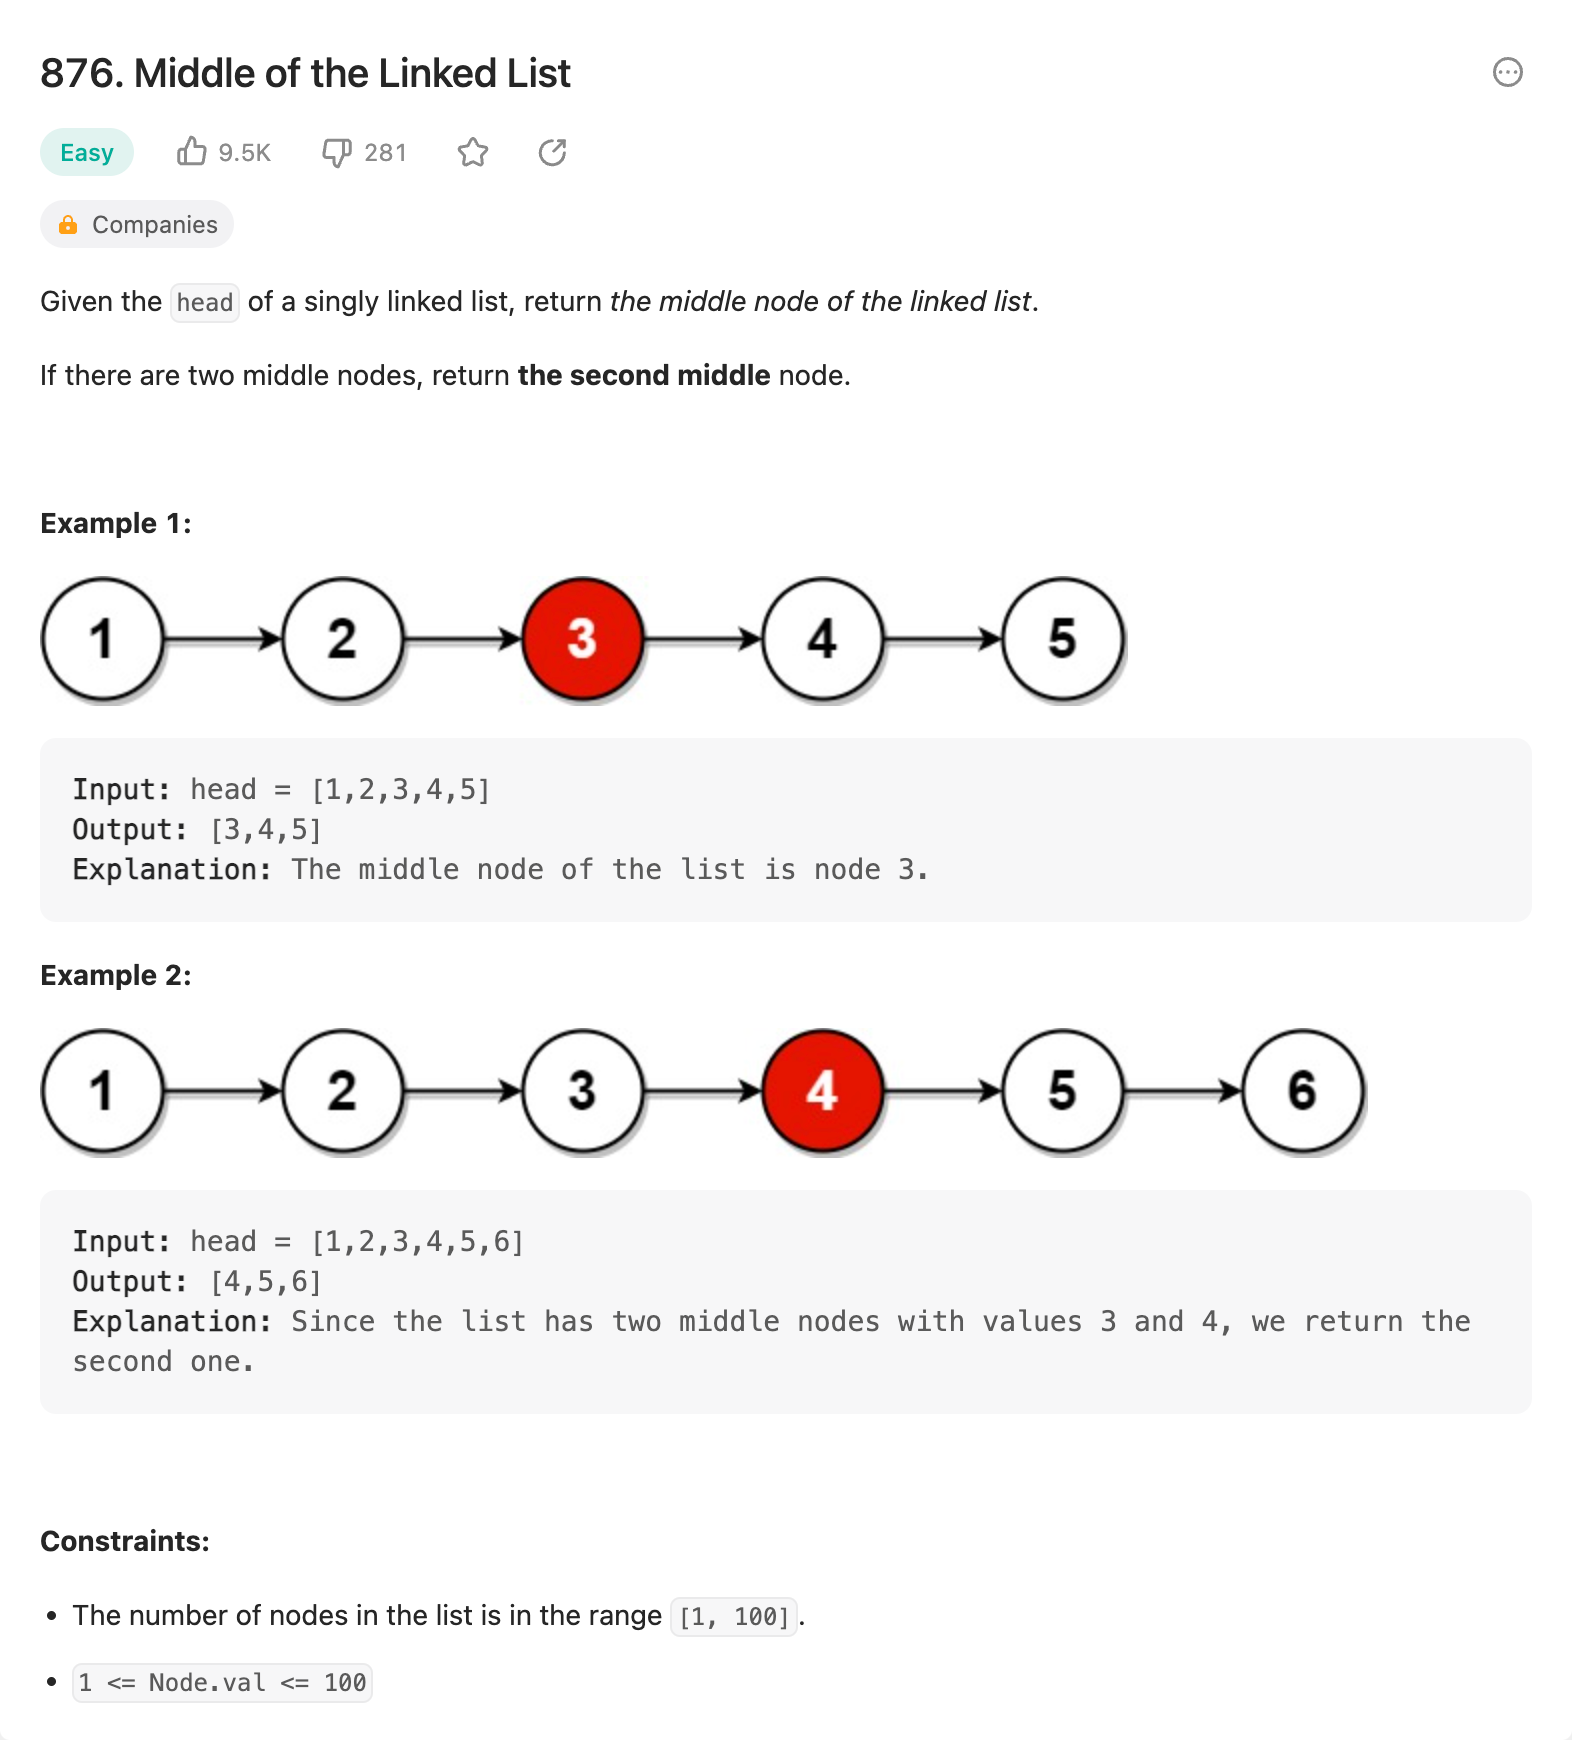 876. Middle of the Linked List
Easy 9.5K 281
Companies
Given the head of a singly linked list, return the middle node of the linked list.
If there are two middle nodes, return the second middle node.
Example 1:
1 2 3 4 5
Input: head = [1,2,3,4,5]
Output: [3,4,5]
Explanation: The middle node of the list is node 3.
Example 2:
1 2 3 4 5 6
Input: head = [1,2,3,4,5,6]
Output: [4,5,6]
Explanation: Since the list has two middle nodes with values 3 and 4, we return the
second one.
Constraints:
• The number of nodes in the list is in the range [1, 100].
• 1 <= Node.val <= 100